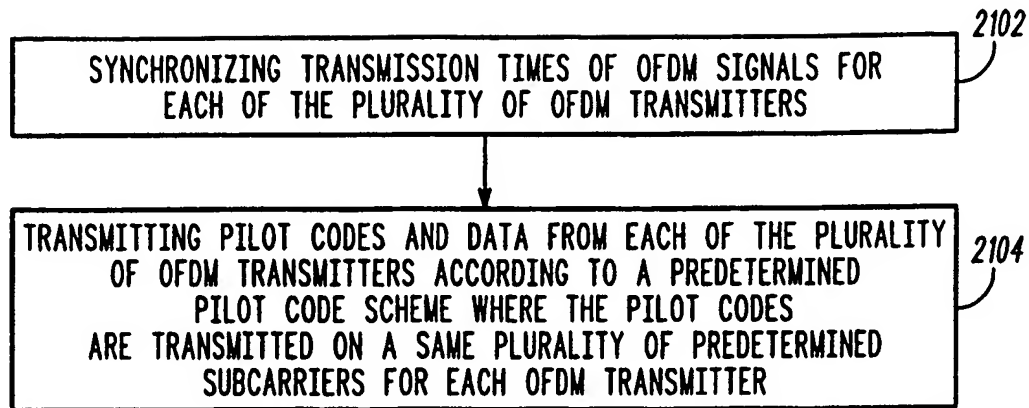 2102
SYNCHRONIZING TRANSMISSION TIMES OF OFDM SIGNALS FOR
EACH OF THE PLURALITY OF OFDM TRANSMITTERS
TRANSMITTING PILOT CODES AND DATA FROM EACH OF THE PLURALITY
OF OFDM TRANSMITTERS ACCORDING TO A PREDETERMINED
PILOT CODE SCHEME WHERE THE PILOT CODES
ARE TRANSMITTED ON A SAME PLURALITY OF PREDETERMINED
SUBCARRIERS FOR EACH OFDM TRANSMITTER
2104